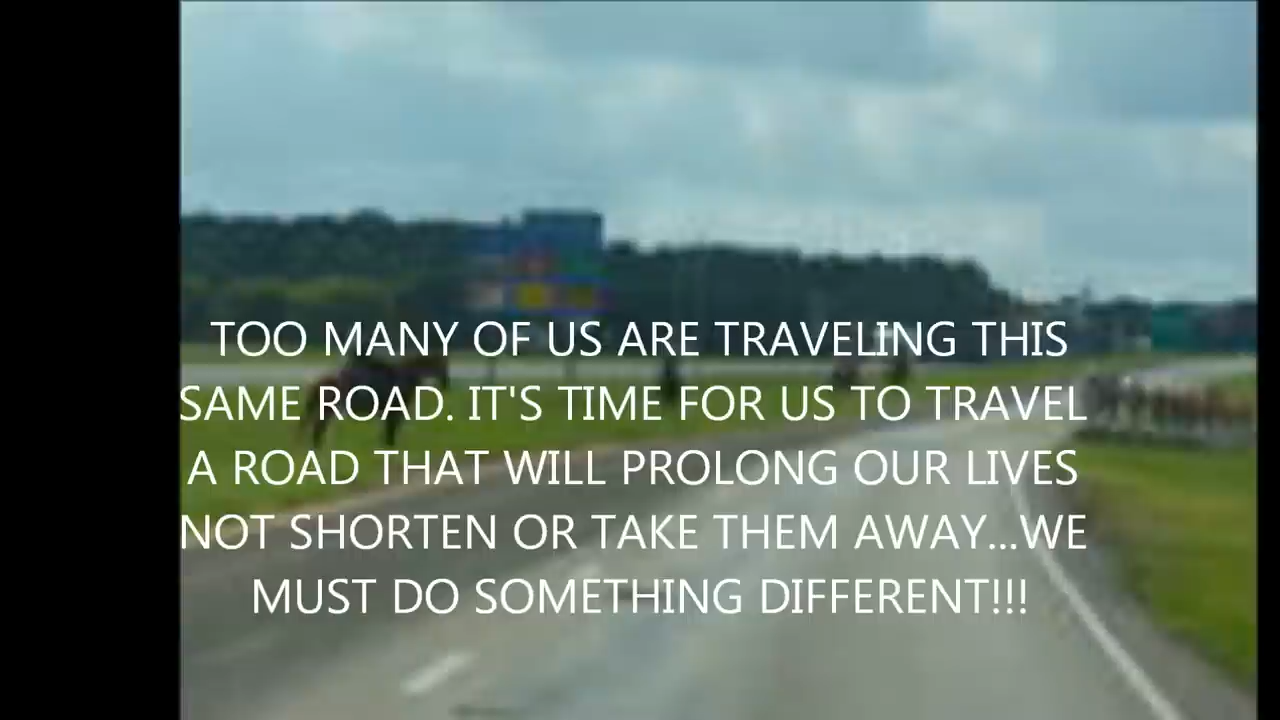 TOO MANY OF US ARE TRAVELING THIS
SAME ROAD. IT'S TIME FOR US TO TRAVEL
A ROAD THAT WILL PROLONG OUR LIVES
NOT SHORTEN OR TAKE THEM AWAY...WE
MUST DO SOMETHING DIFFERENT!!!